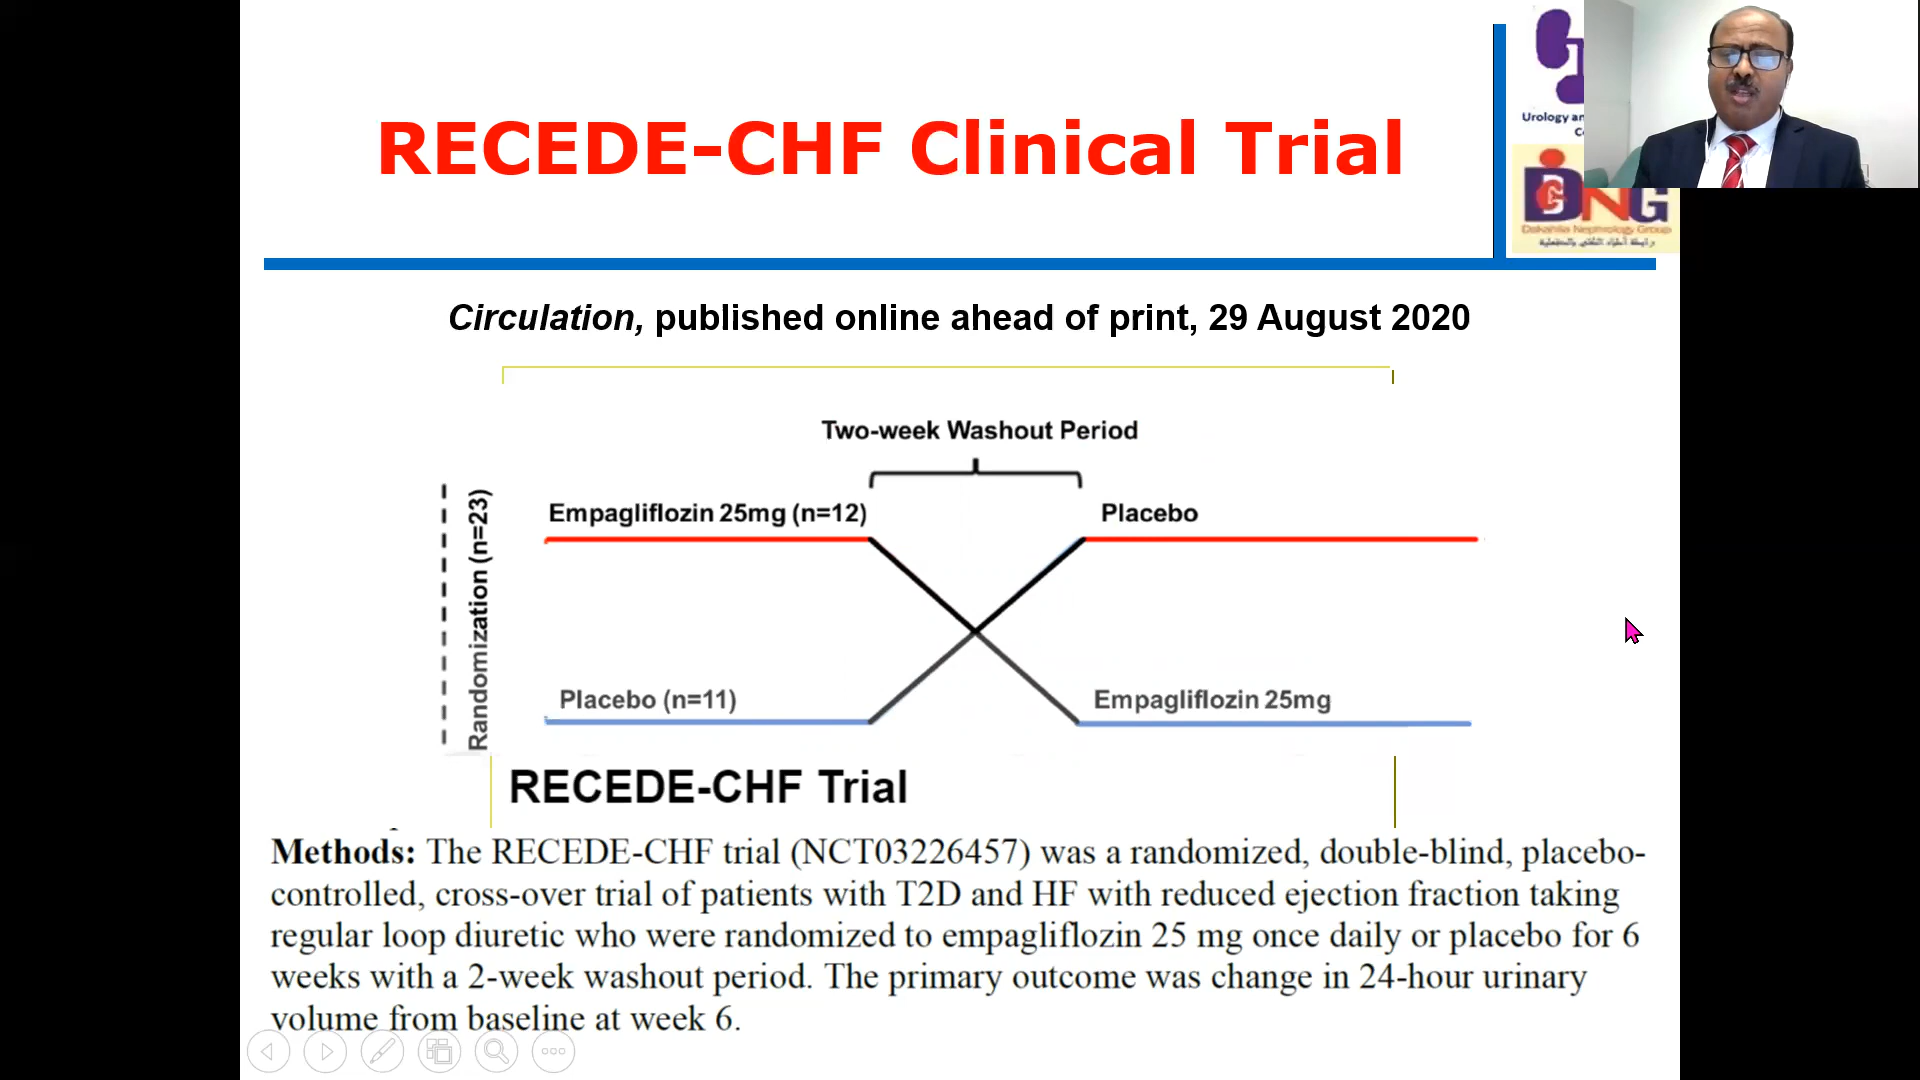 RECEDE-CHF Clinical Trial
Urology an
Dakahlia Nephrology Group
Circulation, published online ahead of print, 29 August 2020
Two-week Washout Period
Randomization (n=23)
Empagliflozin 25mg (n=12)
Placebo
Placebo (n=11)
Empagliflozin 25mg
RECEDE-CHF Trial
Methods: The RECEDE-CHF trial (NCT03226457) was a randomized, double-blind, placebo-
controlled, cross-over trial of patients with T2D and HF with reduced ejection fraction taking
regular loop diuretic who were randomized to empagliflozin 25 mg once daily or placebo for 6
weeks with a 2-week washout period. The primary outcome was change in 24-hour urinary
volume from baseline at week 6.